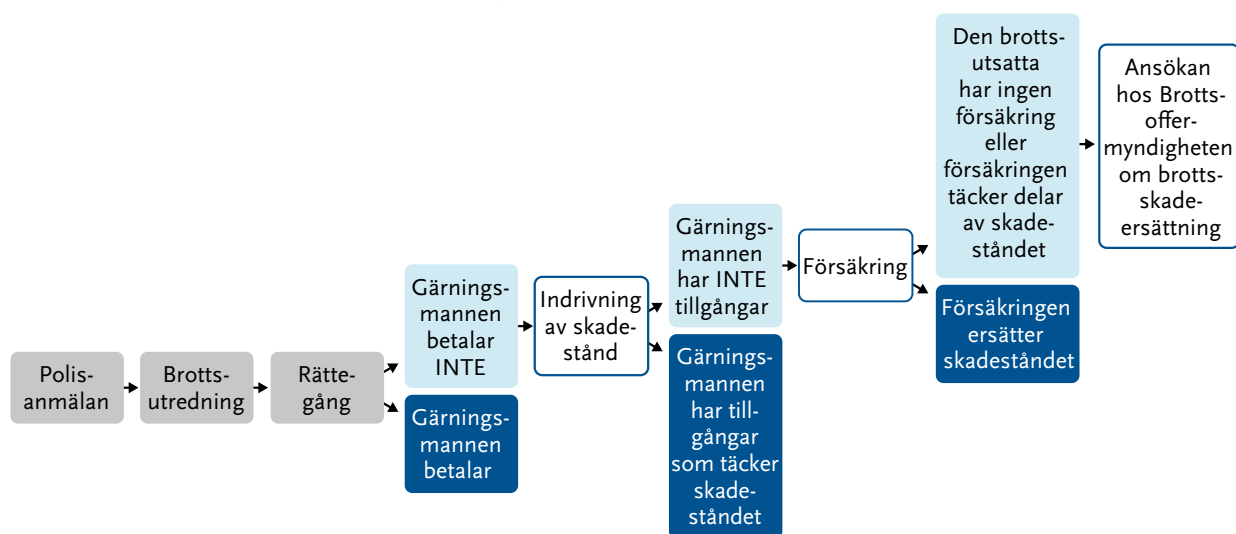 Polis-
anmälan
Brotts-
utredning
Rätte-
gång
Gärnings-
mannen
betalar
INTE
Gärnings-
mannen
betalar
Indrivning
av skade-
stånd
Gärnings-
mannen
har INTE
tillgångar
Gärnings-
mannen
har till-
gångar
som täcker
skade-
ståndet
Försäkring
Den brotts-
utsatta
har ingen
försäkring
eller
försäkringen
täcker delar
av skade-
ståndet
Försäkringen
ersätter
skadeståndet
Ansökan
hos Brotts-
offer-
myndigheten
om brotts-
skade-
ersättning